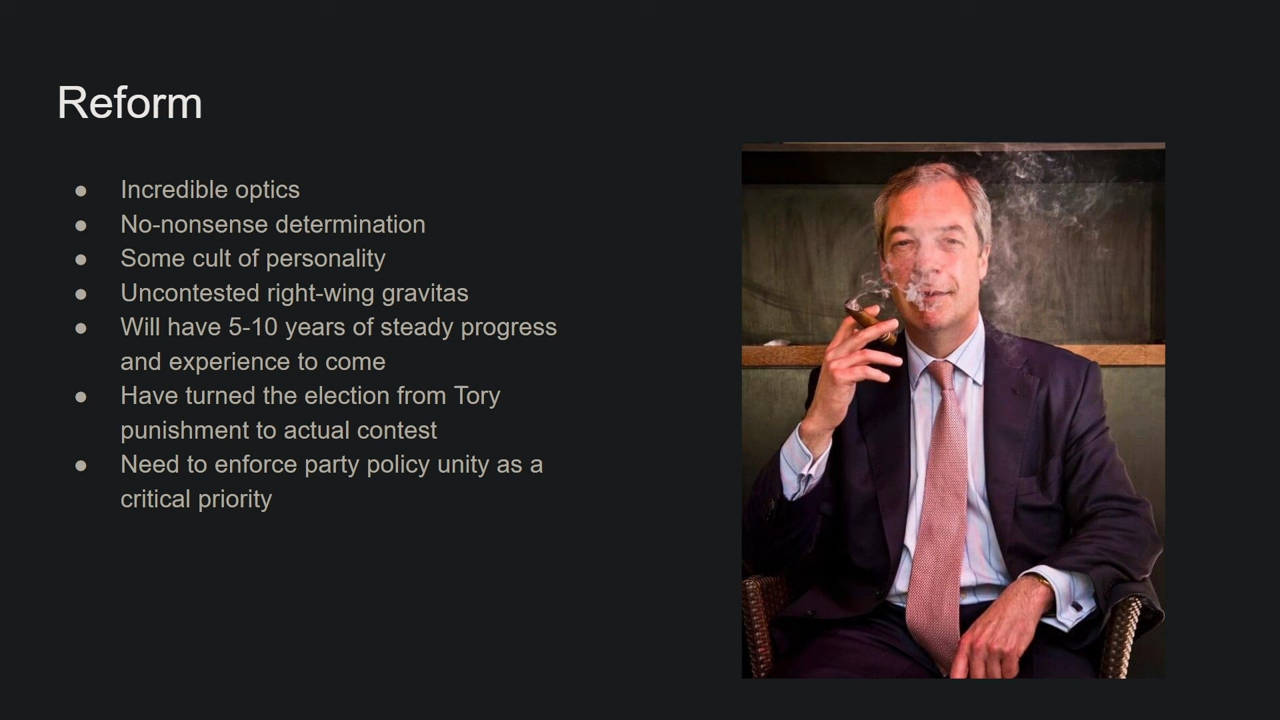 Reform
● Incredible optics
● No-nonsense determination
● Some cult of personality
● Uncontested right-wing gravitas
● Will have 5-10 years of steady progress
and experience to come
● Have turned the election from Tory
punishment to actual contest
● Need to enforce party policy unity as a
critical priority